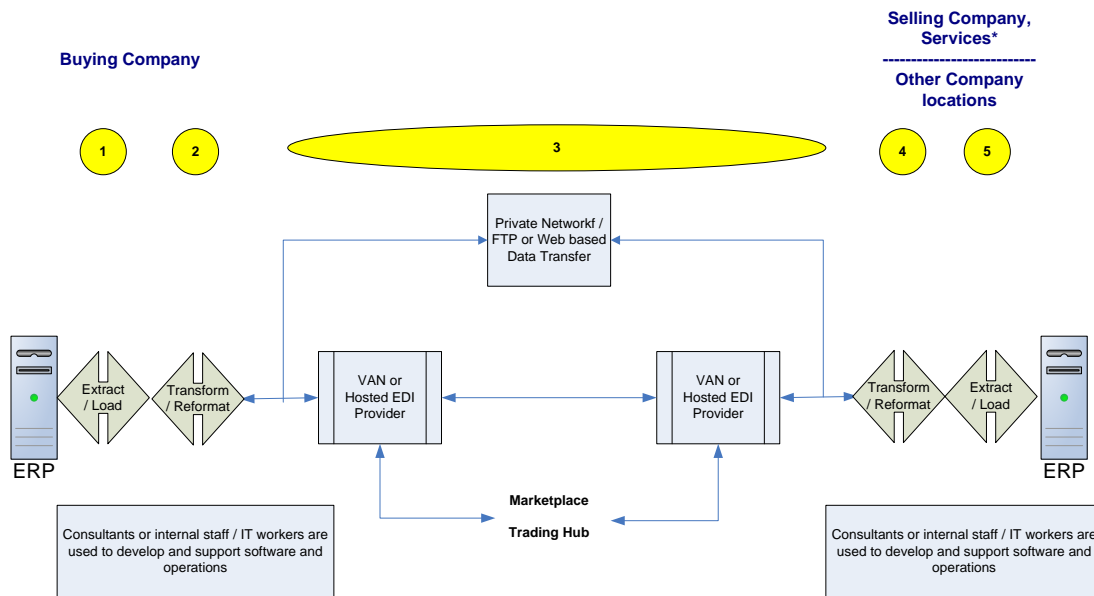 Buying Company
Selling Company,
Services*
----------------------------
Other Company
locations
1
2
3
4
5
Private Networkf /
FTP or Web based
Data Transfer
Extract
/ Load
Transform
/ Reformat
VAN or
Hosted EDI
Provider
VAN or
Hosted EDI
Provider
Transform
/ Reformat
Extract
/ Load
ERP
ERP
Marketplace
Trading Hub
Consultants or internal staff / IT workers are
used to develop and support software and
operations
Consultants or internal staff / IT workers are
used to develop and support software and
operations